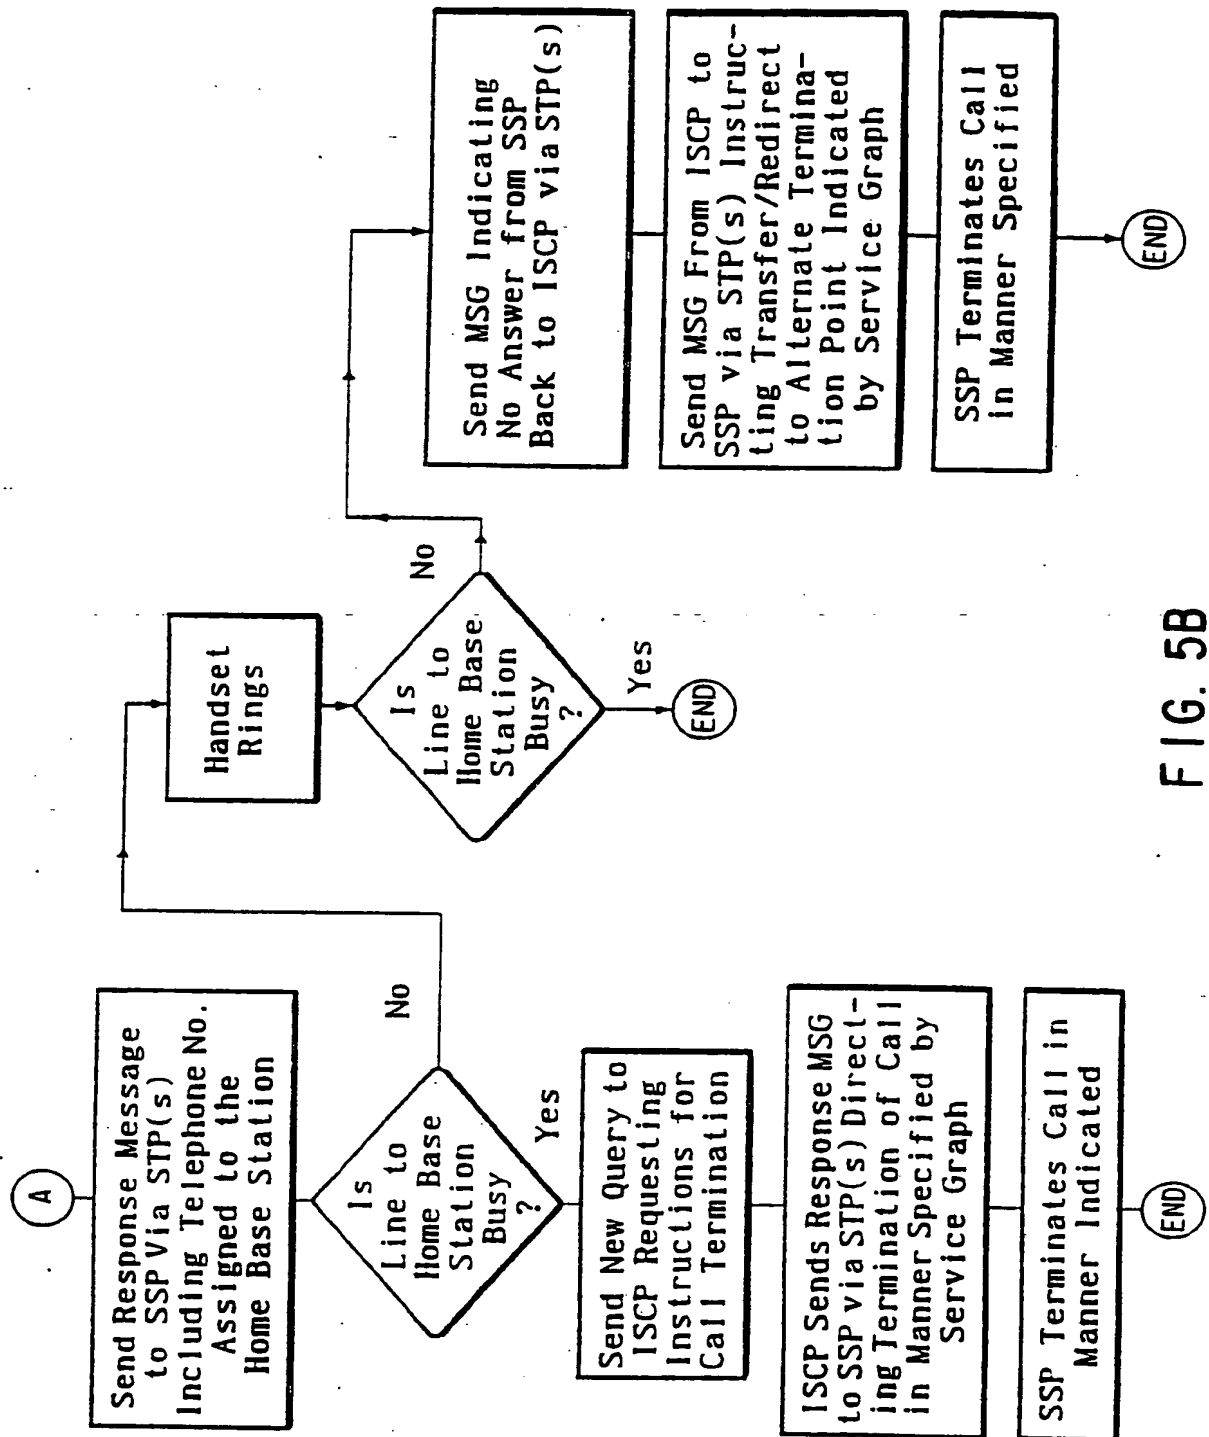 A
Send Response Message
to SSP Via STP(s)
Including Telephone No.
Assigned to the
Home Base Station
Is
Line to
Home Base
Station
Busy
?
No
Yes
Send New Query to
ISCP Requesting
Instructions for
Call Termination
ISCP Sends Response MSG
to SSP via STP(s) Direct-
ing Termination of Call
in Manner Specified by
Service Graph
SSP Terminates Call in
Manner Indicated
END
Handset
Rings
Is
Line to
Home Base
Station
Busy
?
No
Yes
END
Send MSG Indicating
No Answer from SSP
Back to ISCP via STP(s)
Send MSG From ISCP to
SSP via STP(s) Instruc-
ting Transfer/Redirect
to Alternate Termina-
tion Point Indicated
by Service Graph
SSP Terminates Call
in Manner Specified
END
FIG. 5B